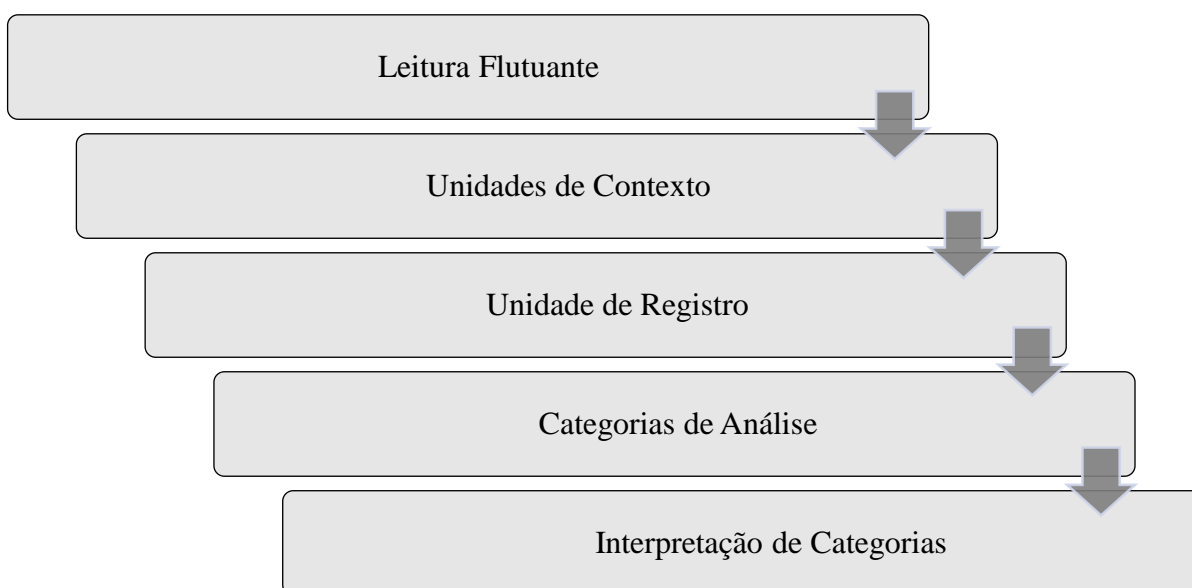 Leitura Flutuante
Unidades de Contexto
Unidade de Registro
Categorias de Análise
Interpretação de Categorias